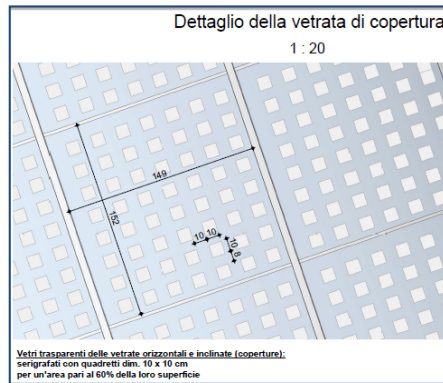 Dettaglio della vetrata di copertura
1 : 20
149
152
10 10
10 8
Vetri trasparenti delle vetrate orizzontali e inclinate (coperture):
serigrafati con quadretti dim. 10 x 10 cm
per un'area pari al 60% della loro superficie